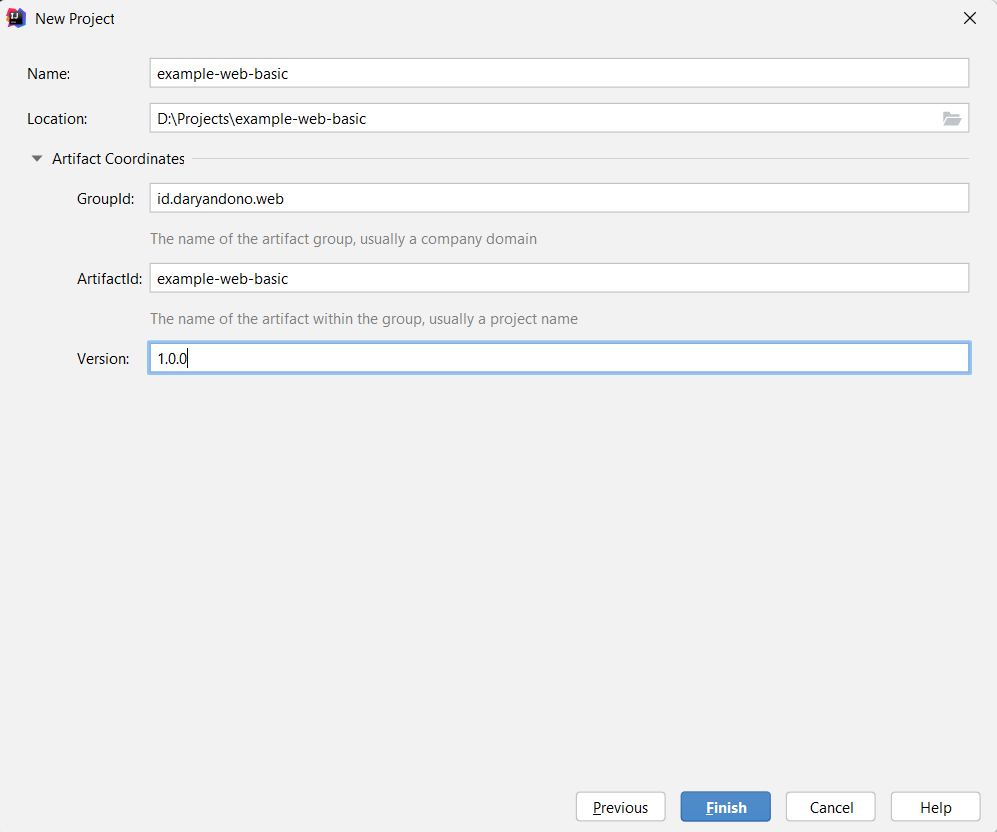 New Project
Name: example-web-basic
Location: D:\Projects\example-web-basic
Artifact Coordinates
GroupId: id.daryandono.web
The name of the artifact group, usually a company domain
ArtifactId: example-web-basic
The name of the artifact within the group, usually a project name
Version: 1.0.0
Previous Finish Cancel Help